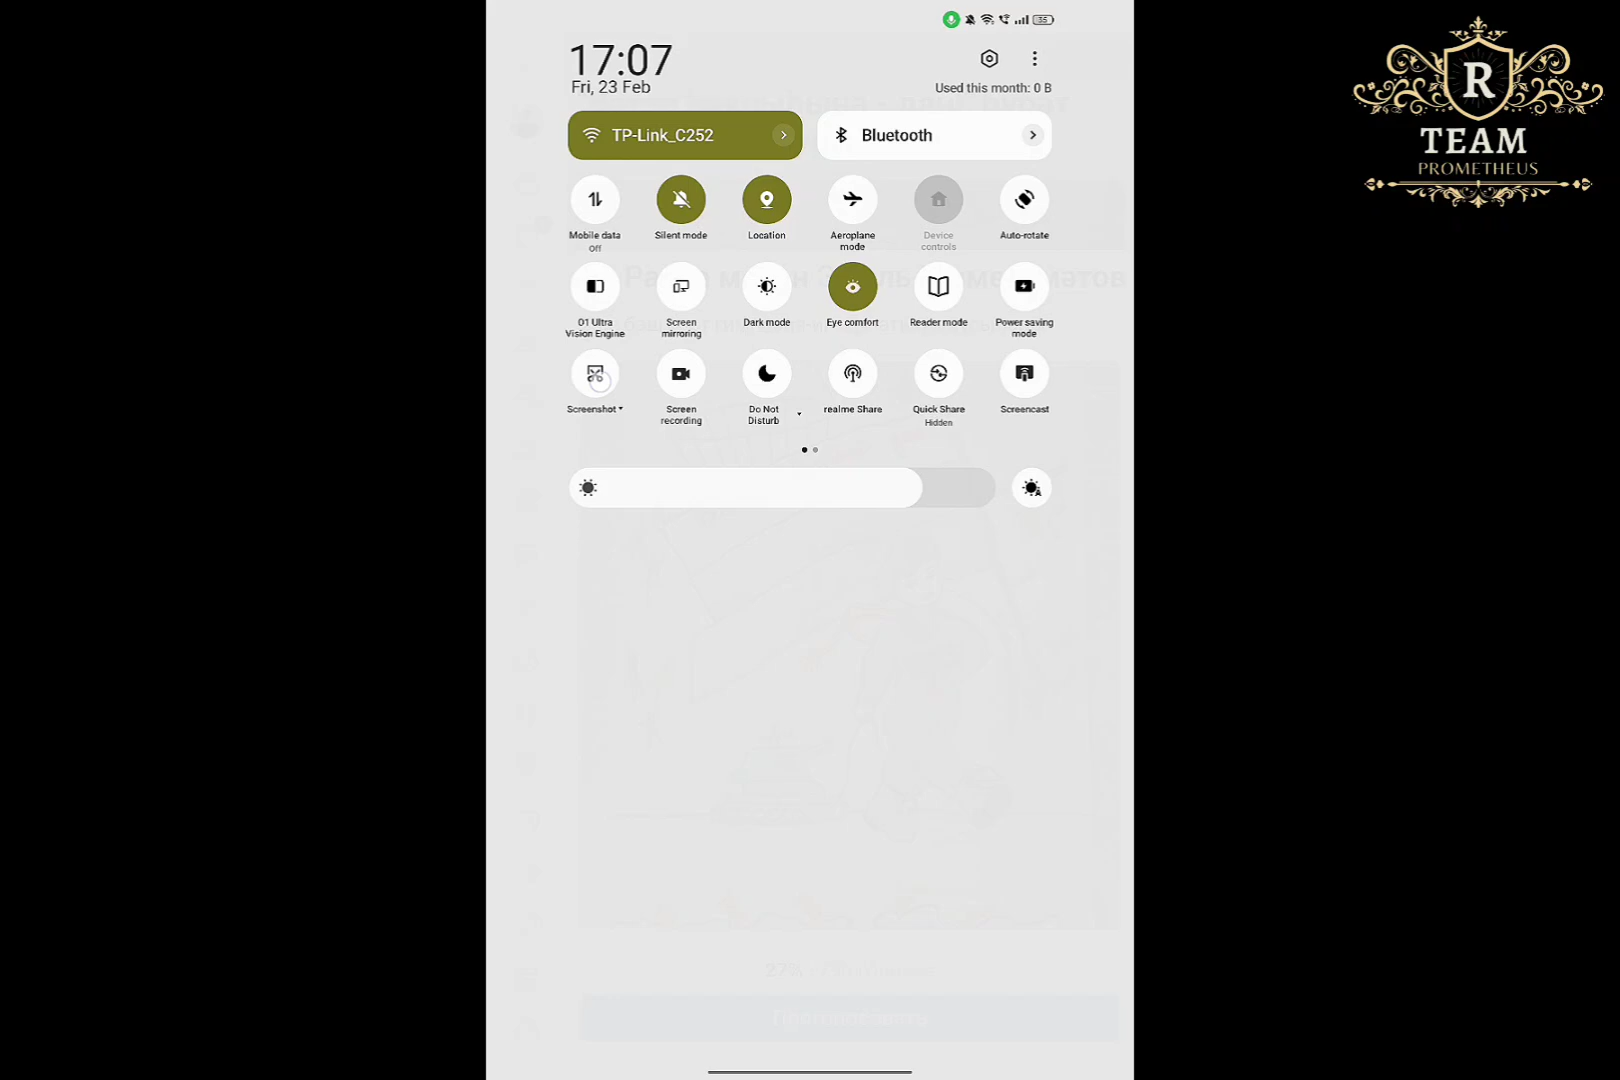 17:07
Fri, 23 Feb
Used this month: 0 B
TP-Link_C252
Bluetooth
Mobile data
Off
Silent mode
Location
Aeroplane mode
Device controls
Auto-rotate
O1 Ultra Vision Engine
Screen mirroring
Dark mode
Eye comfort
Reader mode
Power saving mode
Screenshot
Screen recording
Do Not Disturb
realme Share
Quick Share
Hidden
Screencast
35
R
TEAM
PROMETHEUS